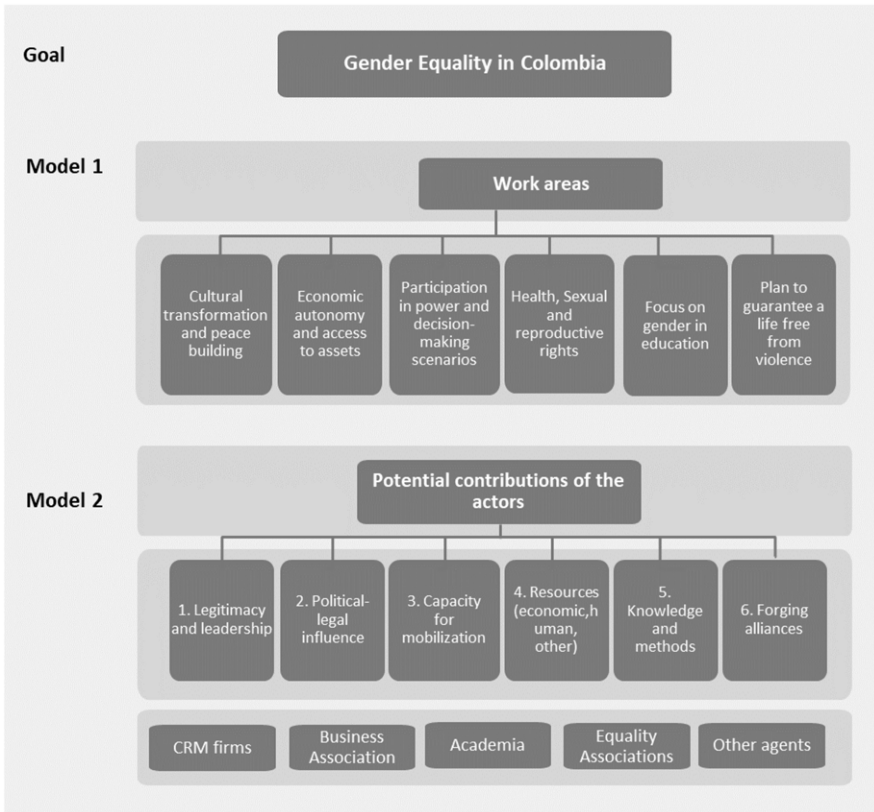 Goal
Gender Equality in Colombia
Model 1
Work areas
Cultural
transformation
and peace
building
Economic
autonomy
and access
to assets
Participation
in power and
decision-
making
scenarios
Health, Sexual
and
reproductive
rights
Focus on
gender in
education
Plan to
guarantee a
life free
from
violence
Model 2
Potential contributions of the
actors
1. Legitimacy
and leadership
2. Political-
legal
influence
3. Capacity
for
mobilization
4. Resources
(economic,h
uman,
other)
5.
Knowledge
and
methods
6. Forging
alliances
CRM firms
Business
Association
Academia
Equality
Associations
Other agents